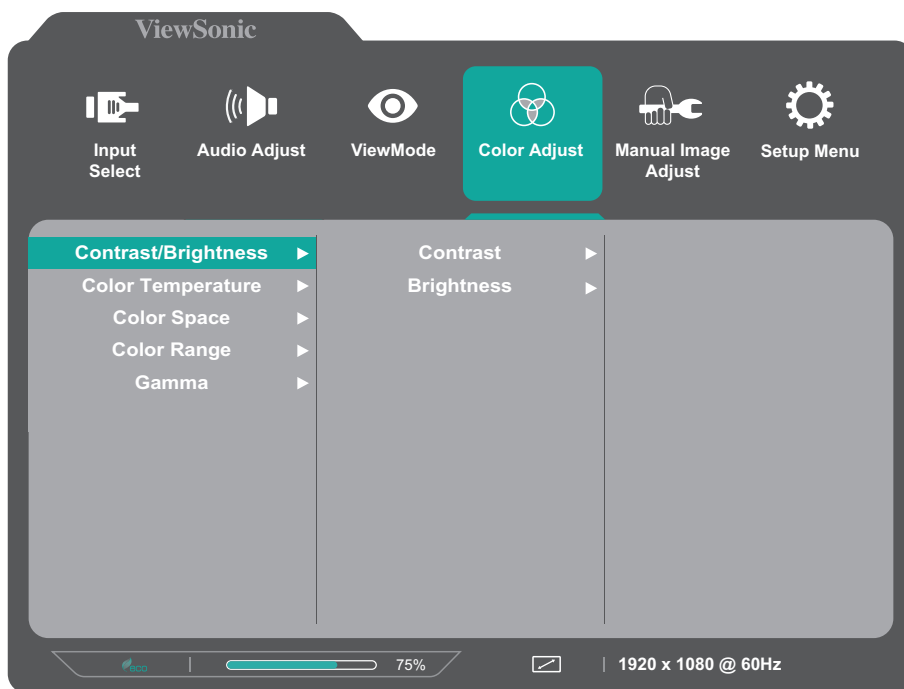 ViewSonic
Input
Select
Audio Adjust
ViewMode
Color Adjust
Manual Image
Adjust
Setup Menu
Contrast/Brightness
Color Temperature
Color Space
Color Range
Gamma
Contrast
Brightness
eco
75%
1920 x 1080 @ 60Hz